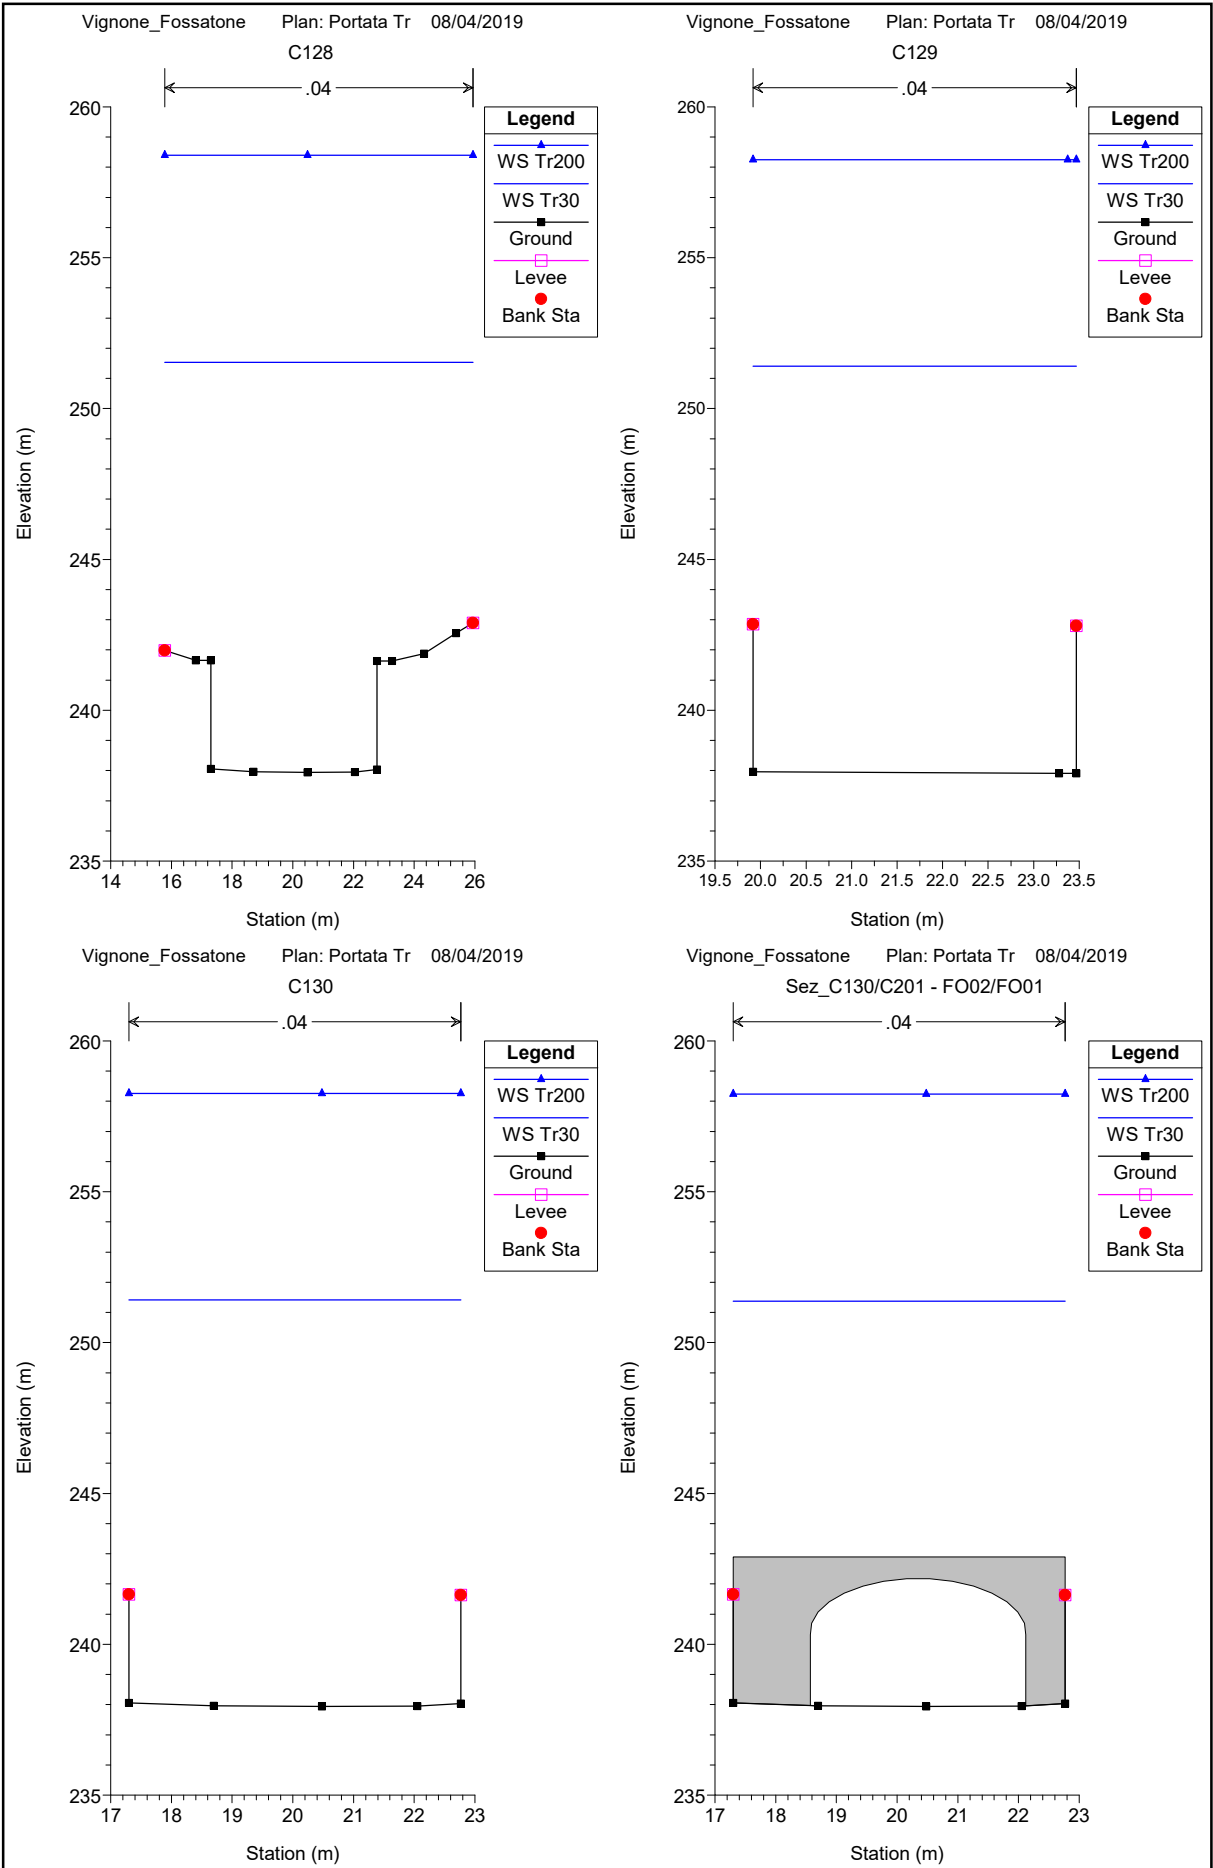 Vignone_Fossatone Plan: Portata Tr 08/04/2019
C128
.04
Legend
WS Tr200
WS Tr30
Ground
Levee
Bank Sta
260
255
250
245
240
235
14 16 18 20 22 24 26
Elevation (m)
Station (m)
Vignone_Fossatone Plan: Portata Tr 08/04/2019
C129
.04
Legend
WS Tr200
WS Tr30
Ground
Levee
Bank Sta
260
255
250
245
240
235
19.5 20.0 20.5 21.0 21.5 22.0 22.5 23.0 23.5
Elevation (m)
Station (m)
Vignone_Fossatone Plan: Portata Tr 08/04/2019
C130
.04
Legend
WS Tr200
WS Tr30
Ground
Levee
Bank Sta
260
255
250
245
240
235
17 18 19 20 21 22 23
Elevation (m)
Station (m)
Vignone_Fossatone Plan: Portata Tr 08/04/2019
Sez_C130/C201 - FO02/FO01
.04
Legend
WS Tr200
WS Tr30
Ground
Levee
Bank Sta
260
255
250
245
240
235
17 18 19 20 21 22 23
Elevation (m)
Station (m)